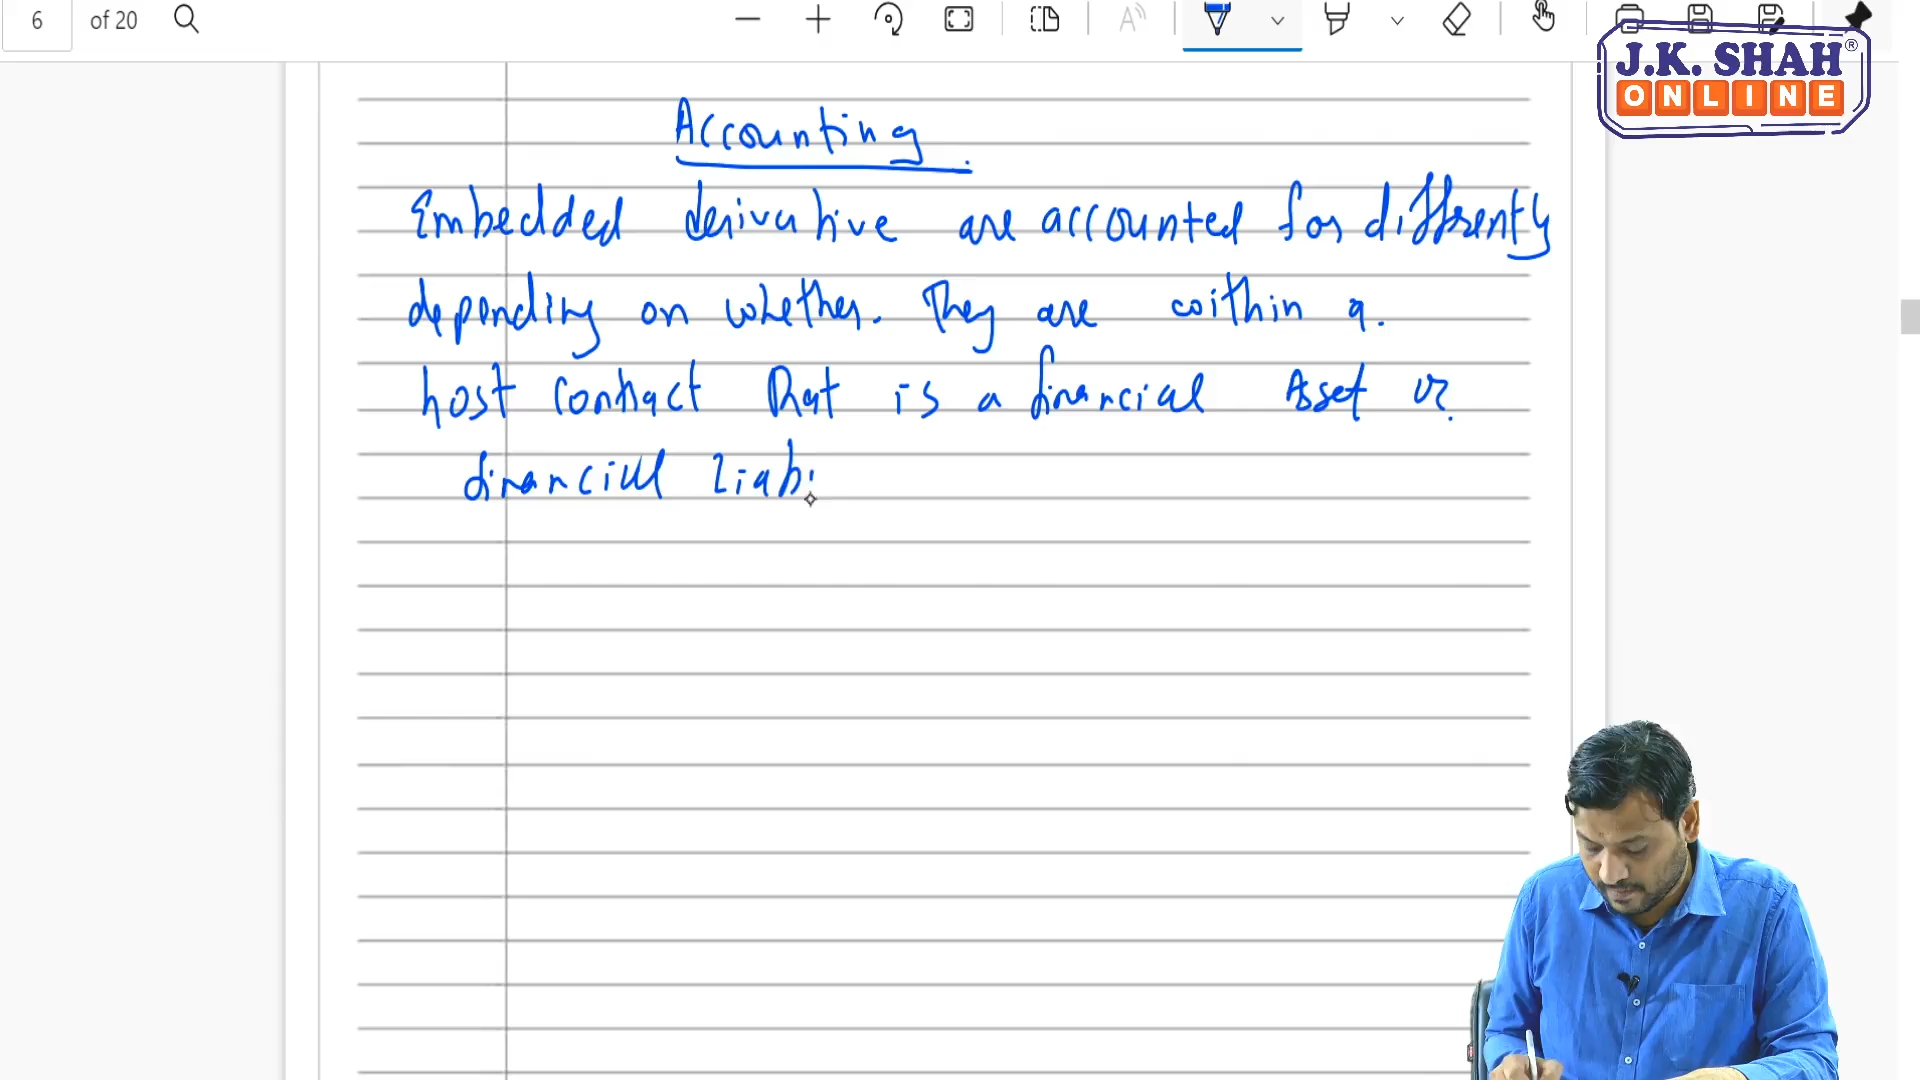 6 of 20
J.K. SHAH®
ONLINE
Accounting
Embedded derivative are accounted for differently
depending on whether. They are within a.
host contract that is a financial Asset or
financial Liabi